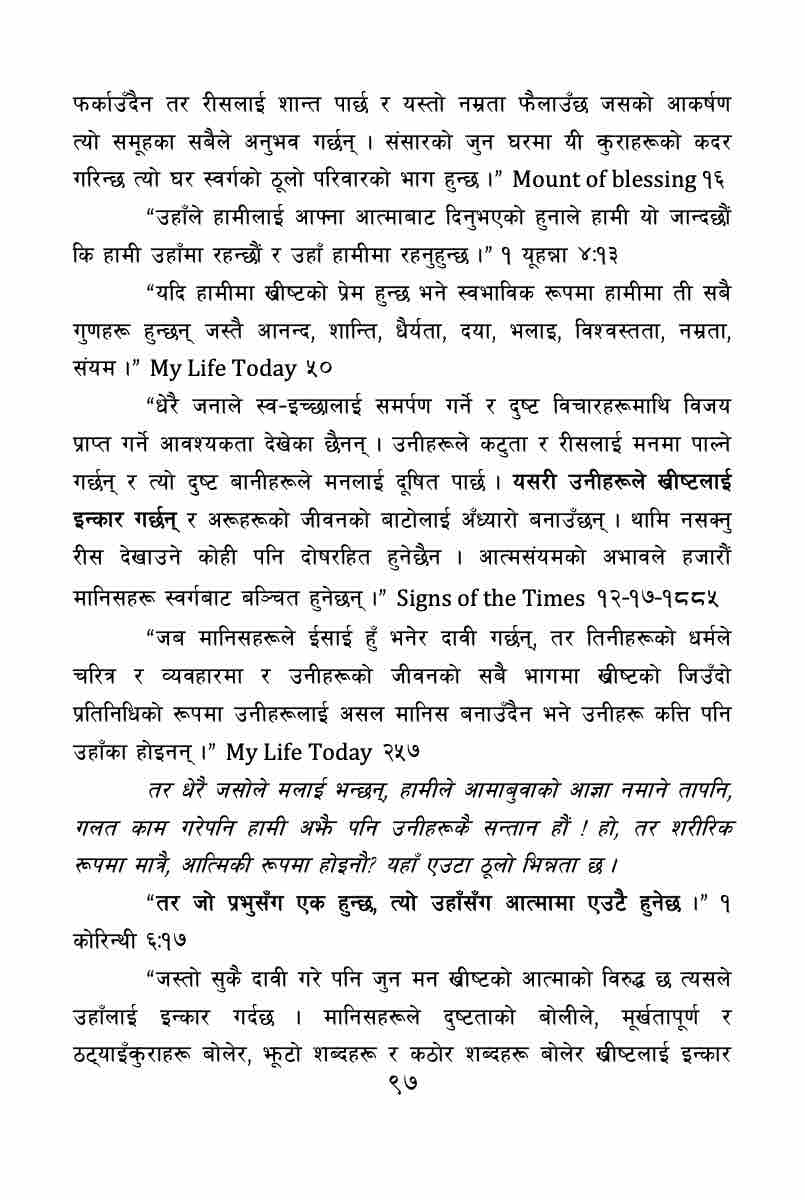 फर्काउँदैन तर रीसलाई शान्त पार्छ र यस्तो नम्रता फैलाउँछ जसको आकर्षण
त्यो समूहका सबैले अनुभव गर्छन् । संसारको जुन घरमा यी कुराहरूको कदर
गरिन्छ त्यो घर स्वर्गको ठूलो परिवारको भाग हुन्छ ।” Mount of blessing १६
“उहाँले हामीलाई आफ्ना आत्माबाट दिनुभएको हुनाले हामी यो जान्दछौं
कि हामी उहाँमा रहन्छौं र उहाँ हामीमा रहनुहुन्छ ।” १ यूहन्ना ४:१३
“यदि हामीमा ख्रीष्टको प्रेम हुन्छ भने स्वभाविक रूपमा हामीमा ती सबै
गुणहरू हुन्छन् जस्तै आनन्द, शान्ति, धैर्यता, दया, भलाइ, विश्वस्तता, नम्रता,
संयम ।” My Life Today ५०
“धेरै जनाले स्व-इच्छालाई समर्पण गर्ने र दुष्ट विचारहरूमाथि विजय
प्राप्त गर्ने आवश्यकता देखेका छैनन् । उनीहरूले कटुता र रीसलाई मनमा पाल्ने
गर्छन् र त्यो दुष्ट बानीहरूले मनलाई दूषित पार्छ । यसरी उनीहरूले ख्रीष्टलाई
इन्कार गर्छन् र अरूहरूको जीवनको बाटोलाई अँध्यारो बनाउँछन् । थामि नसक्नु
रीस देखाउने कोही पनि दोषरहित हुनेछैन । आत्मसंयमको अभावले हजारौं
मानिसहरू स्वर्गबाट बञ्चित हुनेछन् ।” Signs of the Times १२-१७-१८८५
“जब मानिसहरूले ईसाई हुँ भनेर दावी गर्छन्, तर तिनीहरूको धर्मले
चरित्र र व्यवहारमा र उनीहरूको जीवनको सबै भागमा ख्रीष्टको जिउँदो
प्रतिनिधिको रूपमा उनीहरूलाई असल मानिस बनाउँदैन भने उनीहरू कत्ति पनि
उहाँका होइनन् ।” My Life Today २५७
तर धेरै जसोले मलाई भन्छन्, हामीले आमाबुवाको आज्ञा नमाने तापनि,
गलत काम गरेपनि हामी अझै पनि उनीहरूकै सन्तान हौं ! हो, तर शरीरिक
रूपमा मात्रै, आत्मिकी रूपमा होइनौ? यहाँ एउटा ठूलो भिन्नता छ ।
“तर जो प्रभुसँग एक हुन्छ, त्यो उहाँसँग आत्मामा एउटै हुनेछ ।” १
कोरिन्थी ६:१७
“जस्तो सुकै दावी गरे पनि जुन मन ख्रीष्टको आत्माको विरुद्ध छ त्यसले
उहाँलाई इन्कार गर्दछ । मानिसहरूले दुष्टताको बोलीले, मूर्खतापूर्ण र
ठट्याइँकुराहरू बोलेर, झूटो शब्दहरू र कठोर शब्दहरू बोलेर ख्रीष्टलाई इन्कार
९७